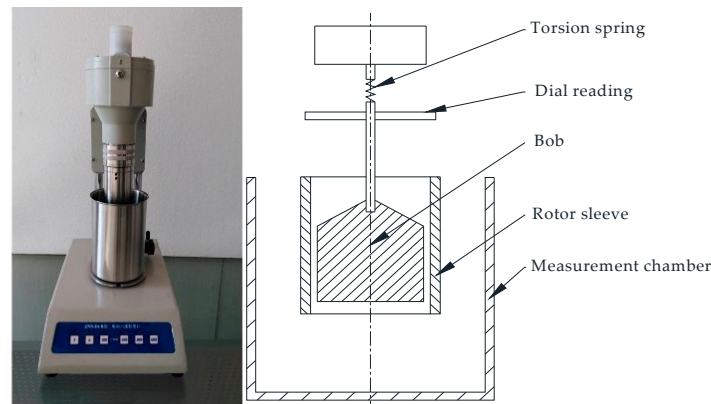 Torsion spring
Dial reading
Bob
Rotor sleeve
Measurement chamber